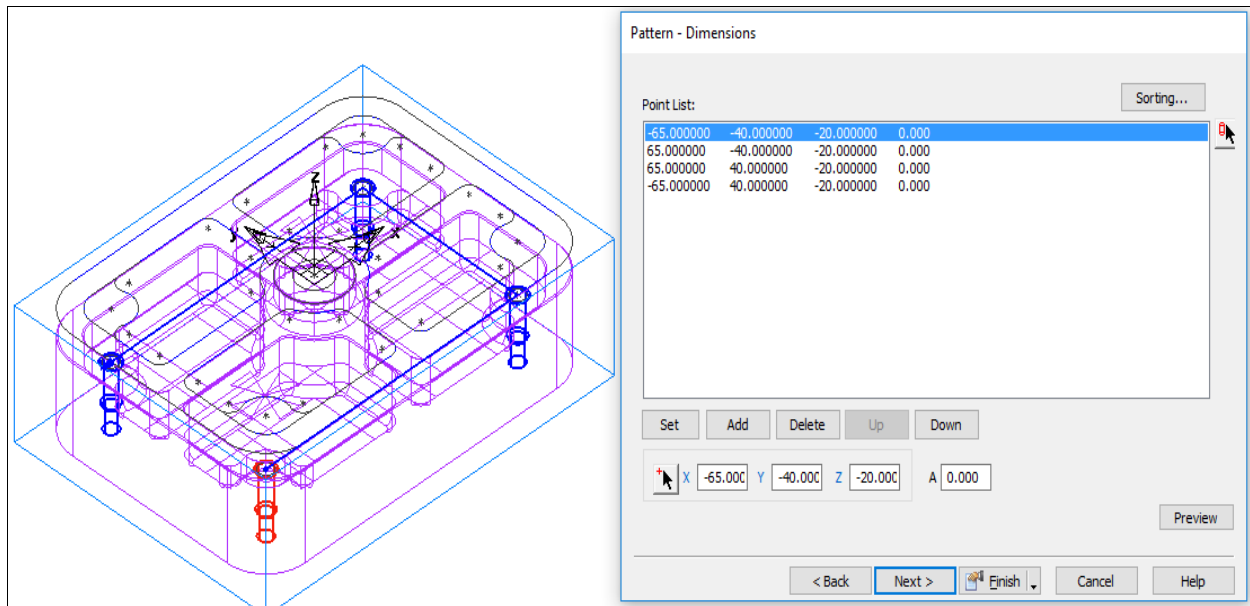 Pattern - Dimensions
Sorting...
Point List:
-65.000000 -40.000000 -20.000000 0.000
65.000000 -40.000000 -20.000000 0.000
65.000000 40.000000 -20.000000 0.000
-65.000000 40.000000 -20.000000 0.000
z
y
x
Set Add Delete Up Down
X -65.000 Y -40.000 Z -20.000 A 0.000
Preview
< Back Next > Finish Cancel Help